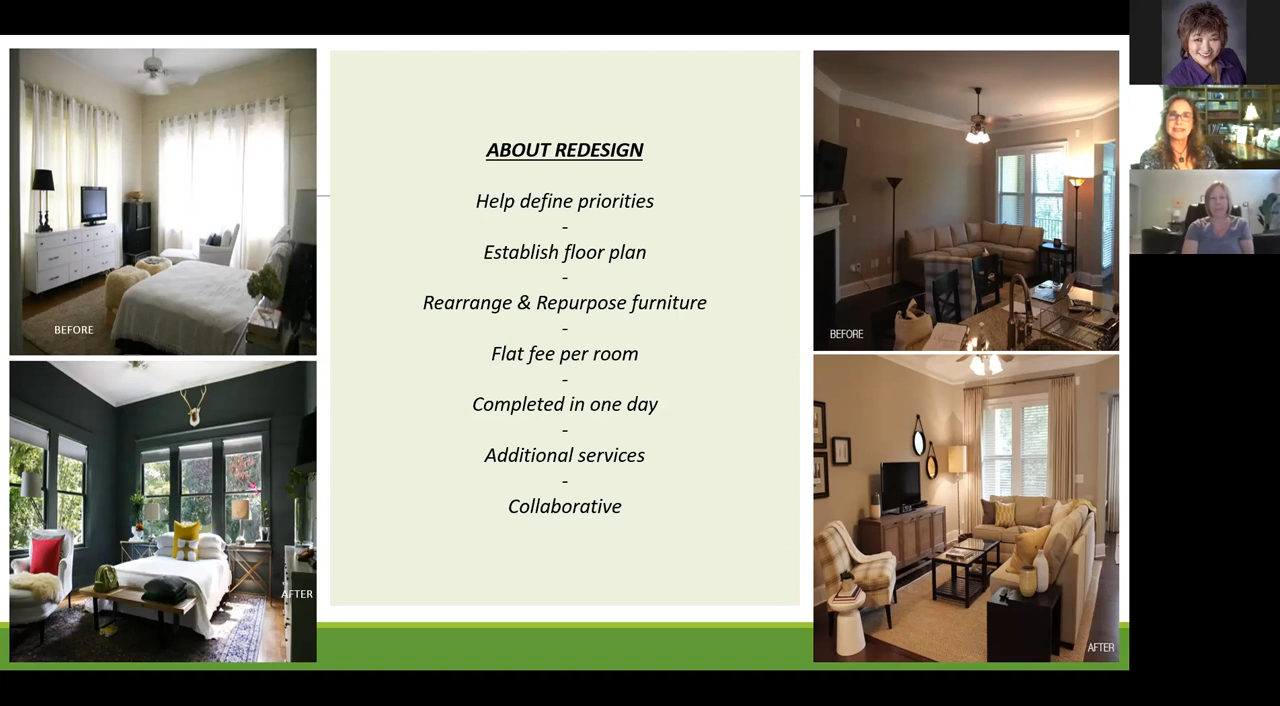 ABOUT REDESIGN
Help define priorities
-
Establish floor plan
-
Rearrange & Repurpose furniture
-
Flat fee per room
-
Completed in one day
-
Additional services
-
Collaborative
BEFORE
AFTER
BEFORE
AFTER